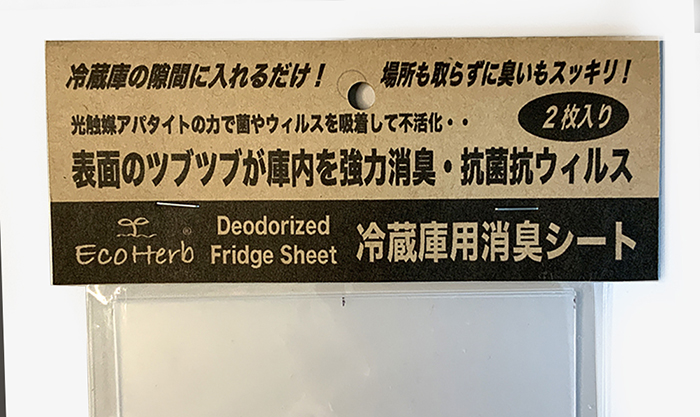 冷蔵庫の隙間に入れるだけ！ 場所も取らずに臭いもスッキリ！
光触媒アパタイトの力で菌やウィルスを吸着して不活化・・
2枚入り
表面のツブツブが庫内を強力消臭・抗菌抗ウィルス
EcoHerb®
Deodorized
Fridge Sheet
冷蔵庫用消臭シート